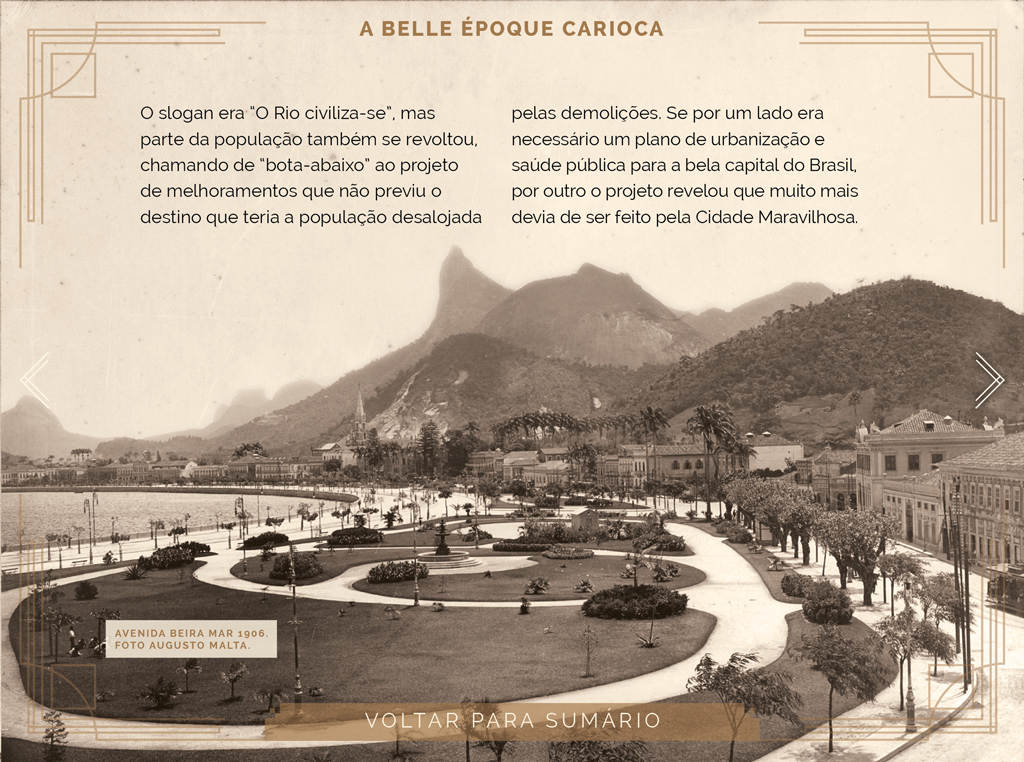 A BELLE ÉPOQUE CARIOCA
O slogan era “O Rio civiliza-se”, mas
parte da população também se revoltou,
chamando de “bota-abaixo” ao projeto
de melhoramentos que não previu o
destino que teria a população desalojada
pelas demolições. Se por um lado era
necessário um plano de urbanização e
saúde pública para a bela capital do Brasil,
por outro o projeto revelou que muito mais
devia de ser feito pela Cidade Maravilhosa.
AVENIDA BEIRA MAR 1906.
FOTO AUGUSTO MALTA.
VOLTAR PARA SUMÁRIO